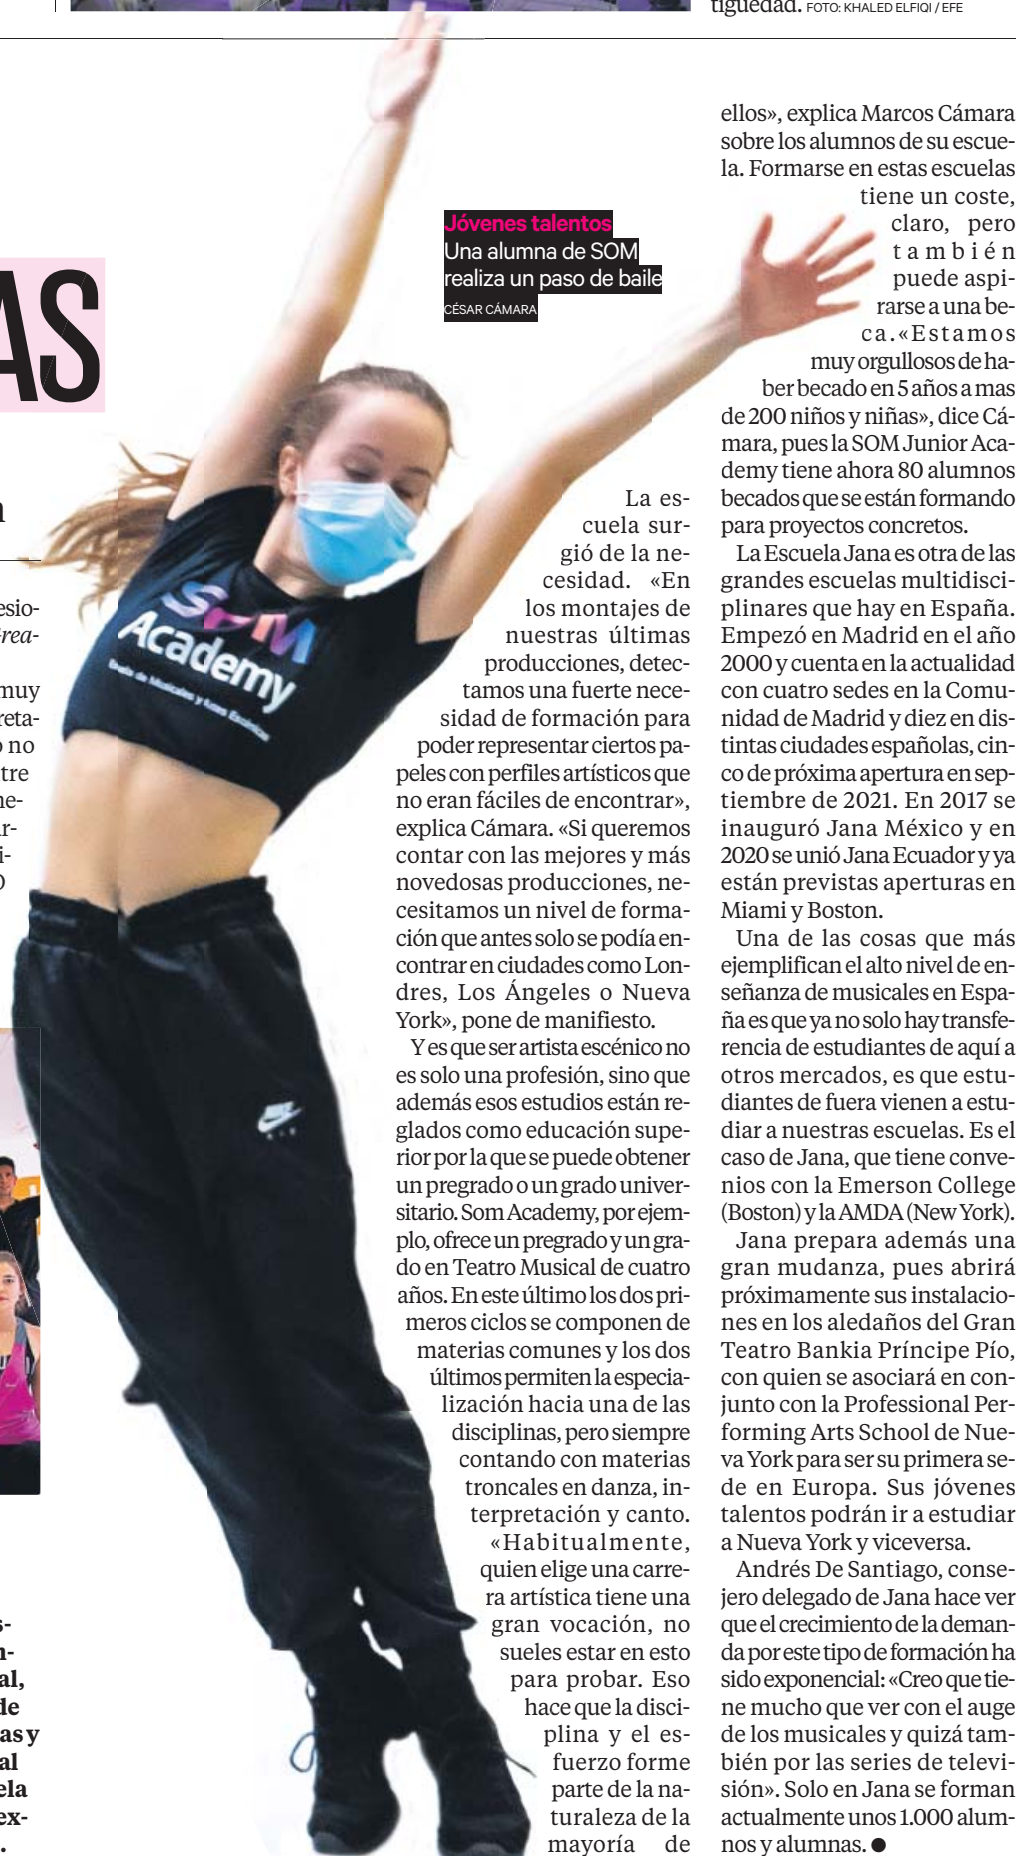 tigüedad. FOTO: KHALED ELFIQI / EFE
AS
n
esio-
rea-
muy
reta-
o no
tre
ne-
ar-
i-
O
s-
n-
al,
de
as y
al
ela
ex-
.
Jóvenes talentos
Una alumna de SOM
realiza un paso de baile
CÉSAR CÁMARA
SOM
Academy
Escuela de Musicales y Artes Escénicas
La es-
cuela sur-
gió de la ne-
cesidad. «En
los montajes de
nuestras últimas
producciones, detec-
tamos una fuerte nece-
sidad de formación para
poder representar ciertos pa-
peles con perfiles artísticos que
no eran fáciles de encontrar»,
explica Cámara. «Si queremos
contar con las mejores y más
novedosas producciones, ne-
cesitamos un nivel de forma-
ción que antes solo se podía en-
contrar en ciudades como Lon-
dres, Los Ángeles o Nueva
York», pone de manifiesto.
Y es que ser artista escénico no
es solo una profesión, sino que
además esos estudios están re-
glados como educación supe-
rior por la que se puede obtener
un pregrado o un grado univer-
sitario. Som Academy, por ejem-
plo, ofrece un pregrado y un gra-
do en Teatro Musical de cuatro
años. En este último los dos pri-
meros ciclos se componen de
materias comunes y los dos
últimos permiten la especia-
lización hacia una de las
disciplinas, pero siempre
contando con materias
troncales en danza, in-
terpretación y canto.
«Habitualmente,
quien elige una carre-
ra artística tiene una
gran vocación, no
sueles estar en esto
para probar. Eso
hace que la disci-
plina y el es-
fuerzo forme
parte de la na-
turaleza de la
mayoría de
ellos», explica Marcos Cámara
sobre los alumnos de su escue-
la. Formarse en estas escuelas
tiene un coste,
claro, pero
también
puede aspi-
rarse a una be-
ca. «Estamos
muy orgullosos de ha-
ber becado en 5 años a mas
de 200 niños y niñas», dice Cá-
mara, pues la SOM Junior Aca-
demy tiene ahora 80 alumnos
becados que se están formando
para proyectos concretos.
La Escuela Jana es otra de las
grandes escuelas multidisci-
plinares que hay en España.
Empezó en Madrid en el año
2000 y cuenta en la actualidad
con cuatro sedes en la Comu-
nidad de Madrid y diez en dis-
tintas ciudades españolas, cin-
co de próxima apertura en sep-
tiembre de 2021. En 2017 se
inauguró Jana México y en
2020 se unió Jana Ecuador y ya
están previstas aperturas en
Miami y Boston.
Una de las cosas que más
ejemplifican el alto nivel de en-
señanza de musicales en Espa-
ña es que ya no solo hay transfe-
rencia de estudiantes de aquí a
otros mercados, es que estu-
diantes de fuera vienen a estu-
diar a nuestras escuelas. Es el
caso de Jana, que tiene conve-
nios con la Emerson College
(Boston) y la AMDA (New York).
Jana prepara además una
gran mudanza, pues abrirá
próximamente sus instalacio-
nes en los aledaños del Gran
Teatro Bankia Príncipe Pío,
con quien se asociará en con-
junto con la Professional Per-
forming Arts School de Nue-
va York para ser su primera se-
de en Europa. Sus jóvenes
talentos podrán ir a estudiar
a Nueva York y viceversa.
Andrés De Santiago, conse-
jero delegado de Jana hace ver
que el crecimiento de la deman-
da por este tipo de formación ha
sido exponencial: «Creo que tie-
ne mucho que ver con el auge
de los musicales y quizá tam-
bién por las series de televi-
sión». Solo en Jana se forman
actualmente unos 1.000 alum-
nos y alumnas. ●